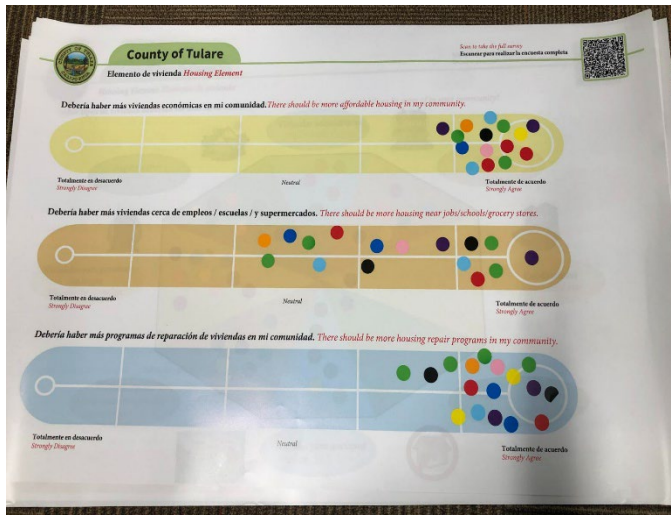 County of Tulare
Scan to take the full survey
Escanear para realizar la encuesta completa
Elemento de vivienda Housing Element
Debería haber más viviendas económicas en mi comunidad. There should be more affordable housing in my community.
Totalmente en desacuerdo
Strongly Disagree
Neutral
Totalmente de acuerdo
Strongly Agree
Debería haber más viviendas cerca de empleos / escuelas / y supermercados. There should be more housing near jobs/schools/grocery stores.
Totalmente en desacuerdo
Strongly Disagree
Neutral
Totalmente de acuerdo
Strongly Agree
Debería haber más programas de reparación de viviendas en mi comunidad. There should be more housing repair programs in my community.
Totalmente en desacuerdo
Strongly Disagree
Neutral
Totalmente de acuerdo
Strongly Agree